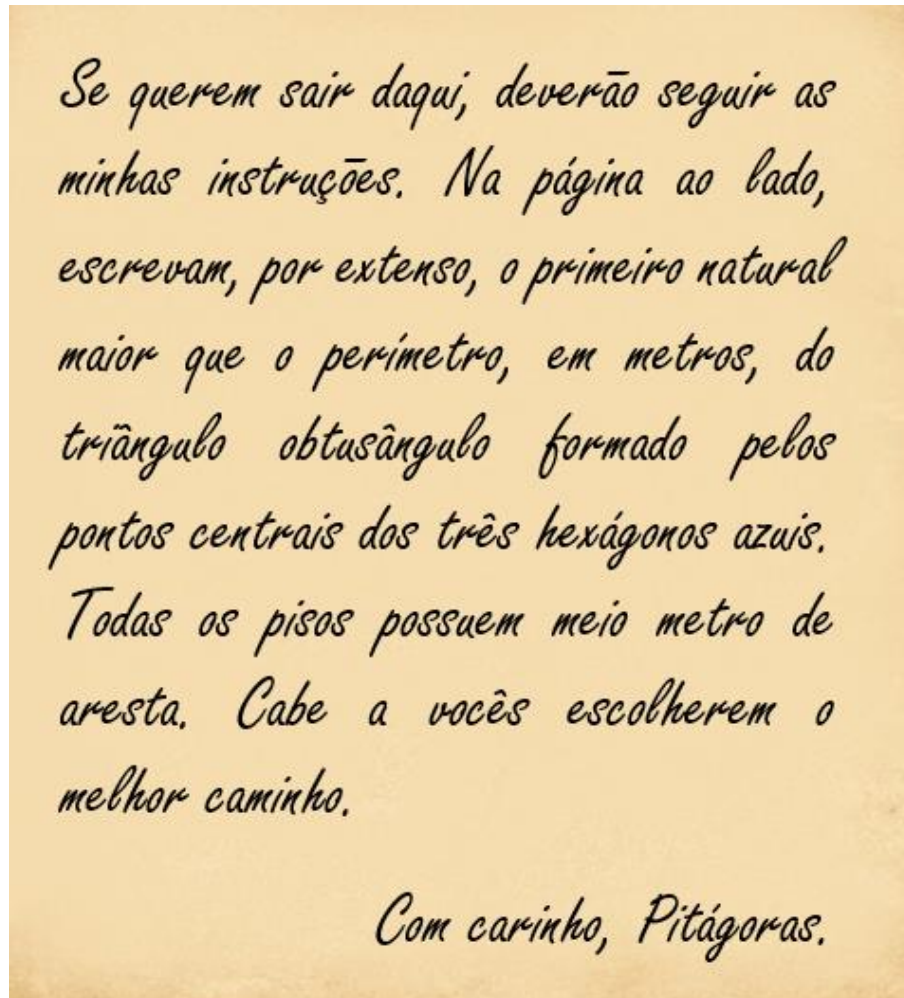 Se querem sair daqui, deverão seguir as
minhas instruções. Na página ao lado,
escrevam, por extenso, o primeiro natural
maior que o perímetro, em metros, do
triângulo obtusângulo formado pelos
pontos centrais dos três hexágonos azuis.
Todas os pisos possuem meio metro de
aresta. Cabe a vocês escolherem o
melhor caminho.
Com carinho, Pitágoras.